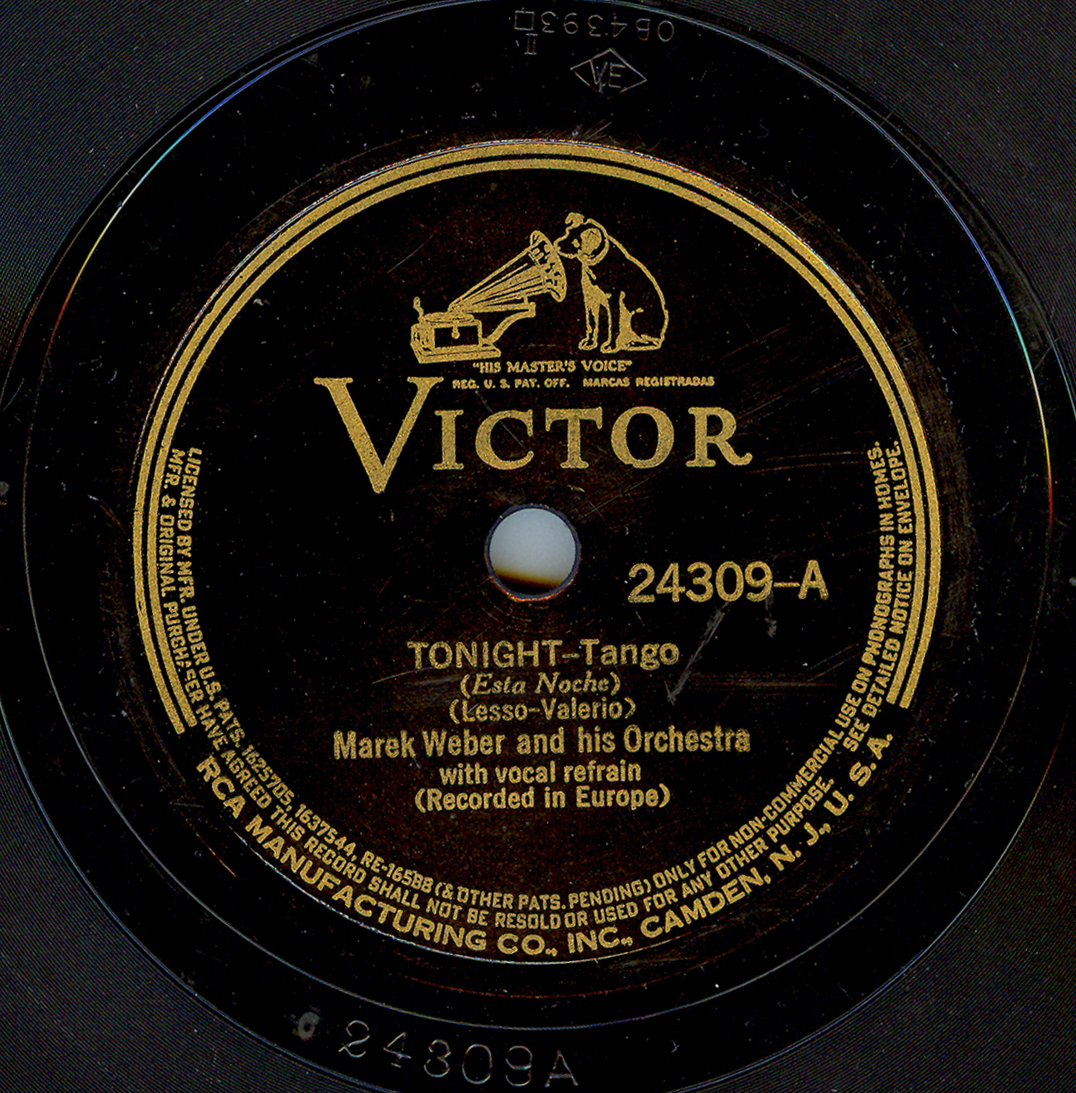 OB4393□
I
VE
"HIS MASTER'S VOICE"
REG. U. S. PAT. OFF. MARCAS REGISTRADAS
VICTOR
24309-A
TONIGHT-Tango
(Esta Noche)
(Lesso-Valerio)
Marek Weber and his Orchestra
with vocal refrain
(Recorded in Europe)
LICENSED BY MFR. UNDER U.S. PATS. 1625705, 1637544, RE-16588 (& OTHER PATS. PENDING) ONLY FOR NON-COMMERCIAL USE ON PHONOGRAPHS IN HOMES.
MFR. & ORIGINAL PURCHASER HAVE AGREED THIS RECORD SHALL NOT BE RESOLD OR USED FOR ANY OTHER PURPOSE. SEE DETAILED NOTICE ON ENVELOPE.
RCA MANUFACTURING CO., INC., CAMDEN, N. J., U. S. A.
24309A